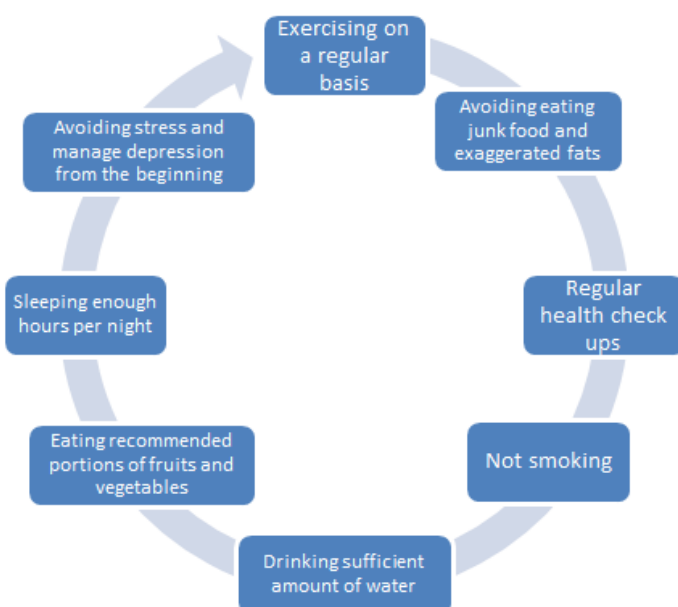 Exercising on
a regular
basis
Avoiding eating
junk food and
exaggerated fats
Regular
health check
ups
Not smoking
Drinking sufficient
amount of water
Eating recommended
portions of fruits and
vegetables
Sleeping enough
hours per night
Avoiding stress and
manage depression
from the beginning